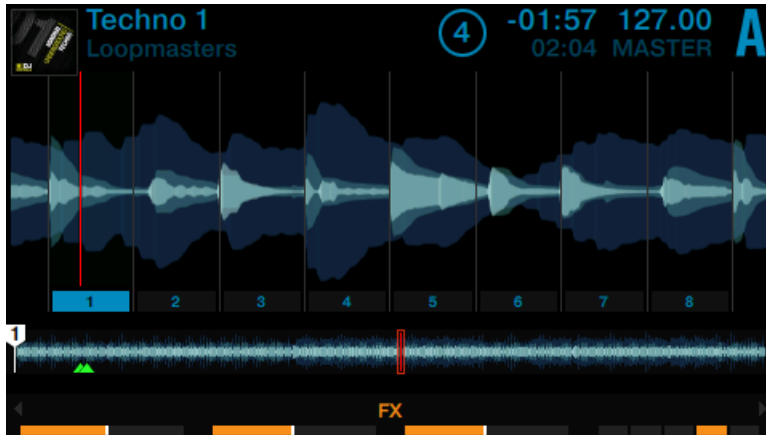 Techno 1
Loopmasters
4
-01:57 127.00
02:04 MASTER
A
1 2 3 4 5 6 7 8
1
FX